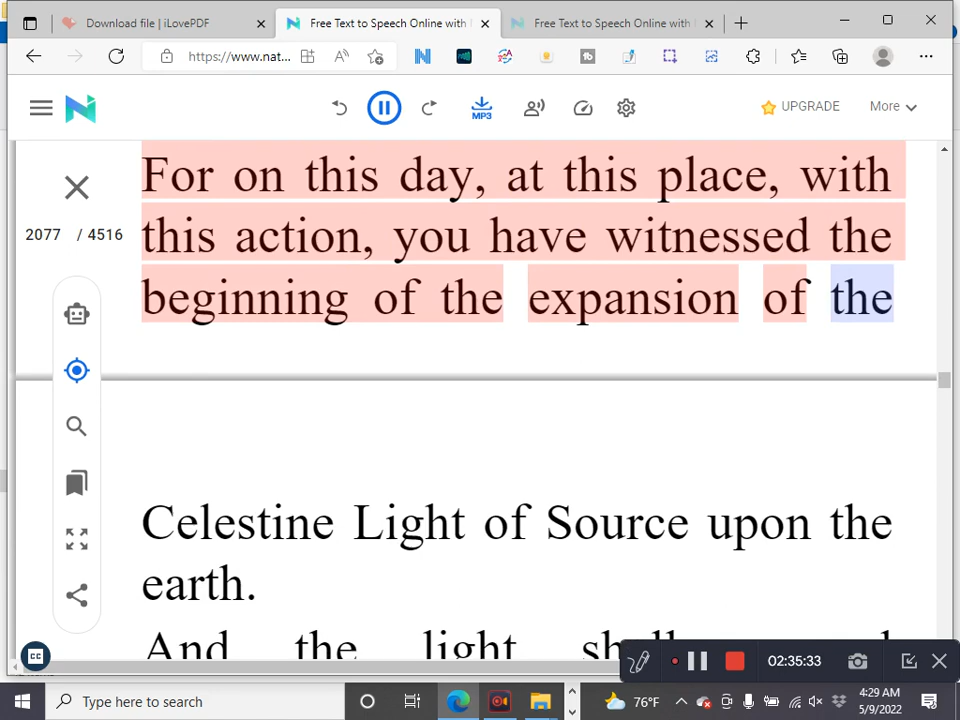 Download file | iLovePDF
Free Text to Speech Online with
Free Text to Speech Online with
https://www.nat...
UPGRADE
More
MP3
2077 / 4516
For on this day, at this place, with
this action, you have witnessed the
beginning of the expansion of the
Celestine Light of Source upon the
earth.
And the light
CC
02:35:33
Type here to search
76°F
4:29 AM
5/9/2022